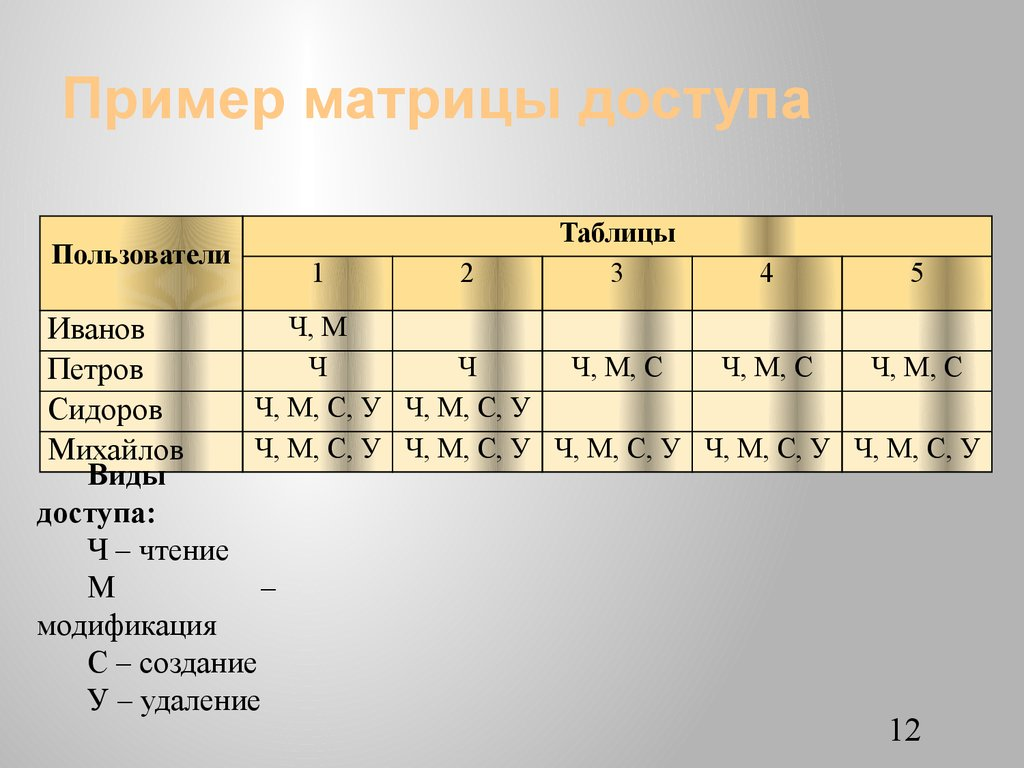 Пример матрицы доступа
Пользователи
Таблицы
1 2 3 4 5
Иванов Ч, М
Петров Ч Ч Ч, М, С Ч, М, С Ч, М, С
Сидоров Ч, М, С, У Ч, М, С, У
Михайлов Ч, М, С, У Ч, М, С, У Ч, М, С, У Ч, М, С, У Ч, М, С, У
Виды
доступа:
Ч – чтение
М –
модификация
С – создание
У – удаление
12